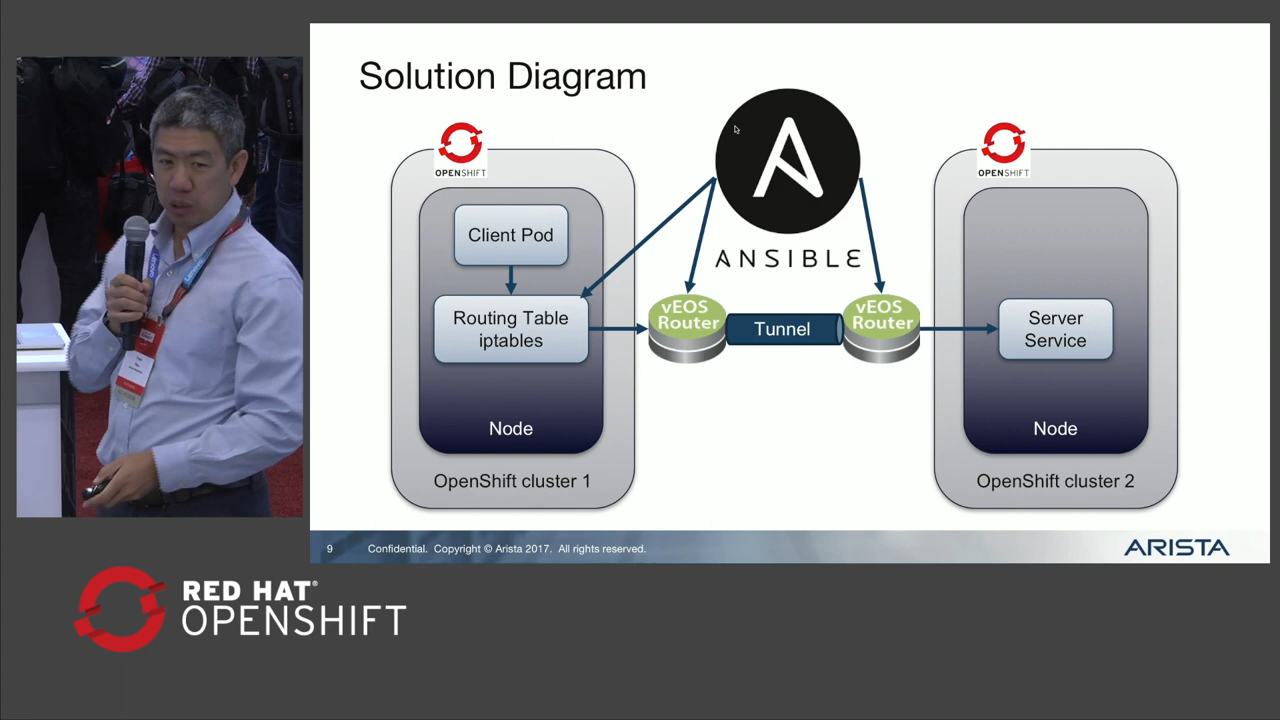 Solution Diagram
OPENSHIFT
OPENSHIFT
Client Pod
ANSIBLE
Routing Table
iptables
vEOS
Router
Tunnel
vEOS
Router
Server
Service
Node
Node
OpenShift cluster 1
OpenShift cluster 2
9
Confidential. Copyright © Arista 2017. All rights reserved.
ARISTA
RED HAT®
OPENSHIFT